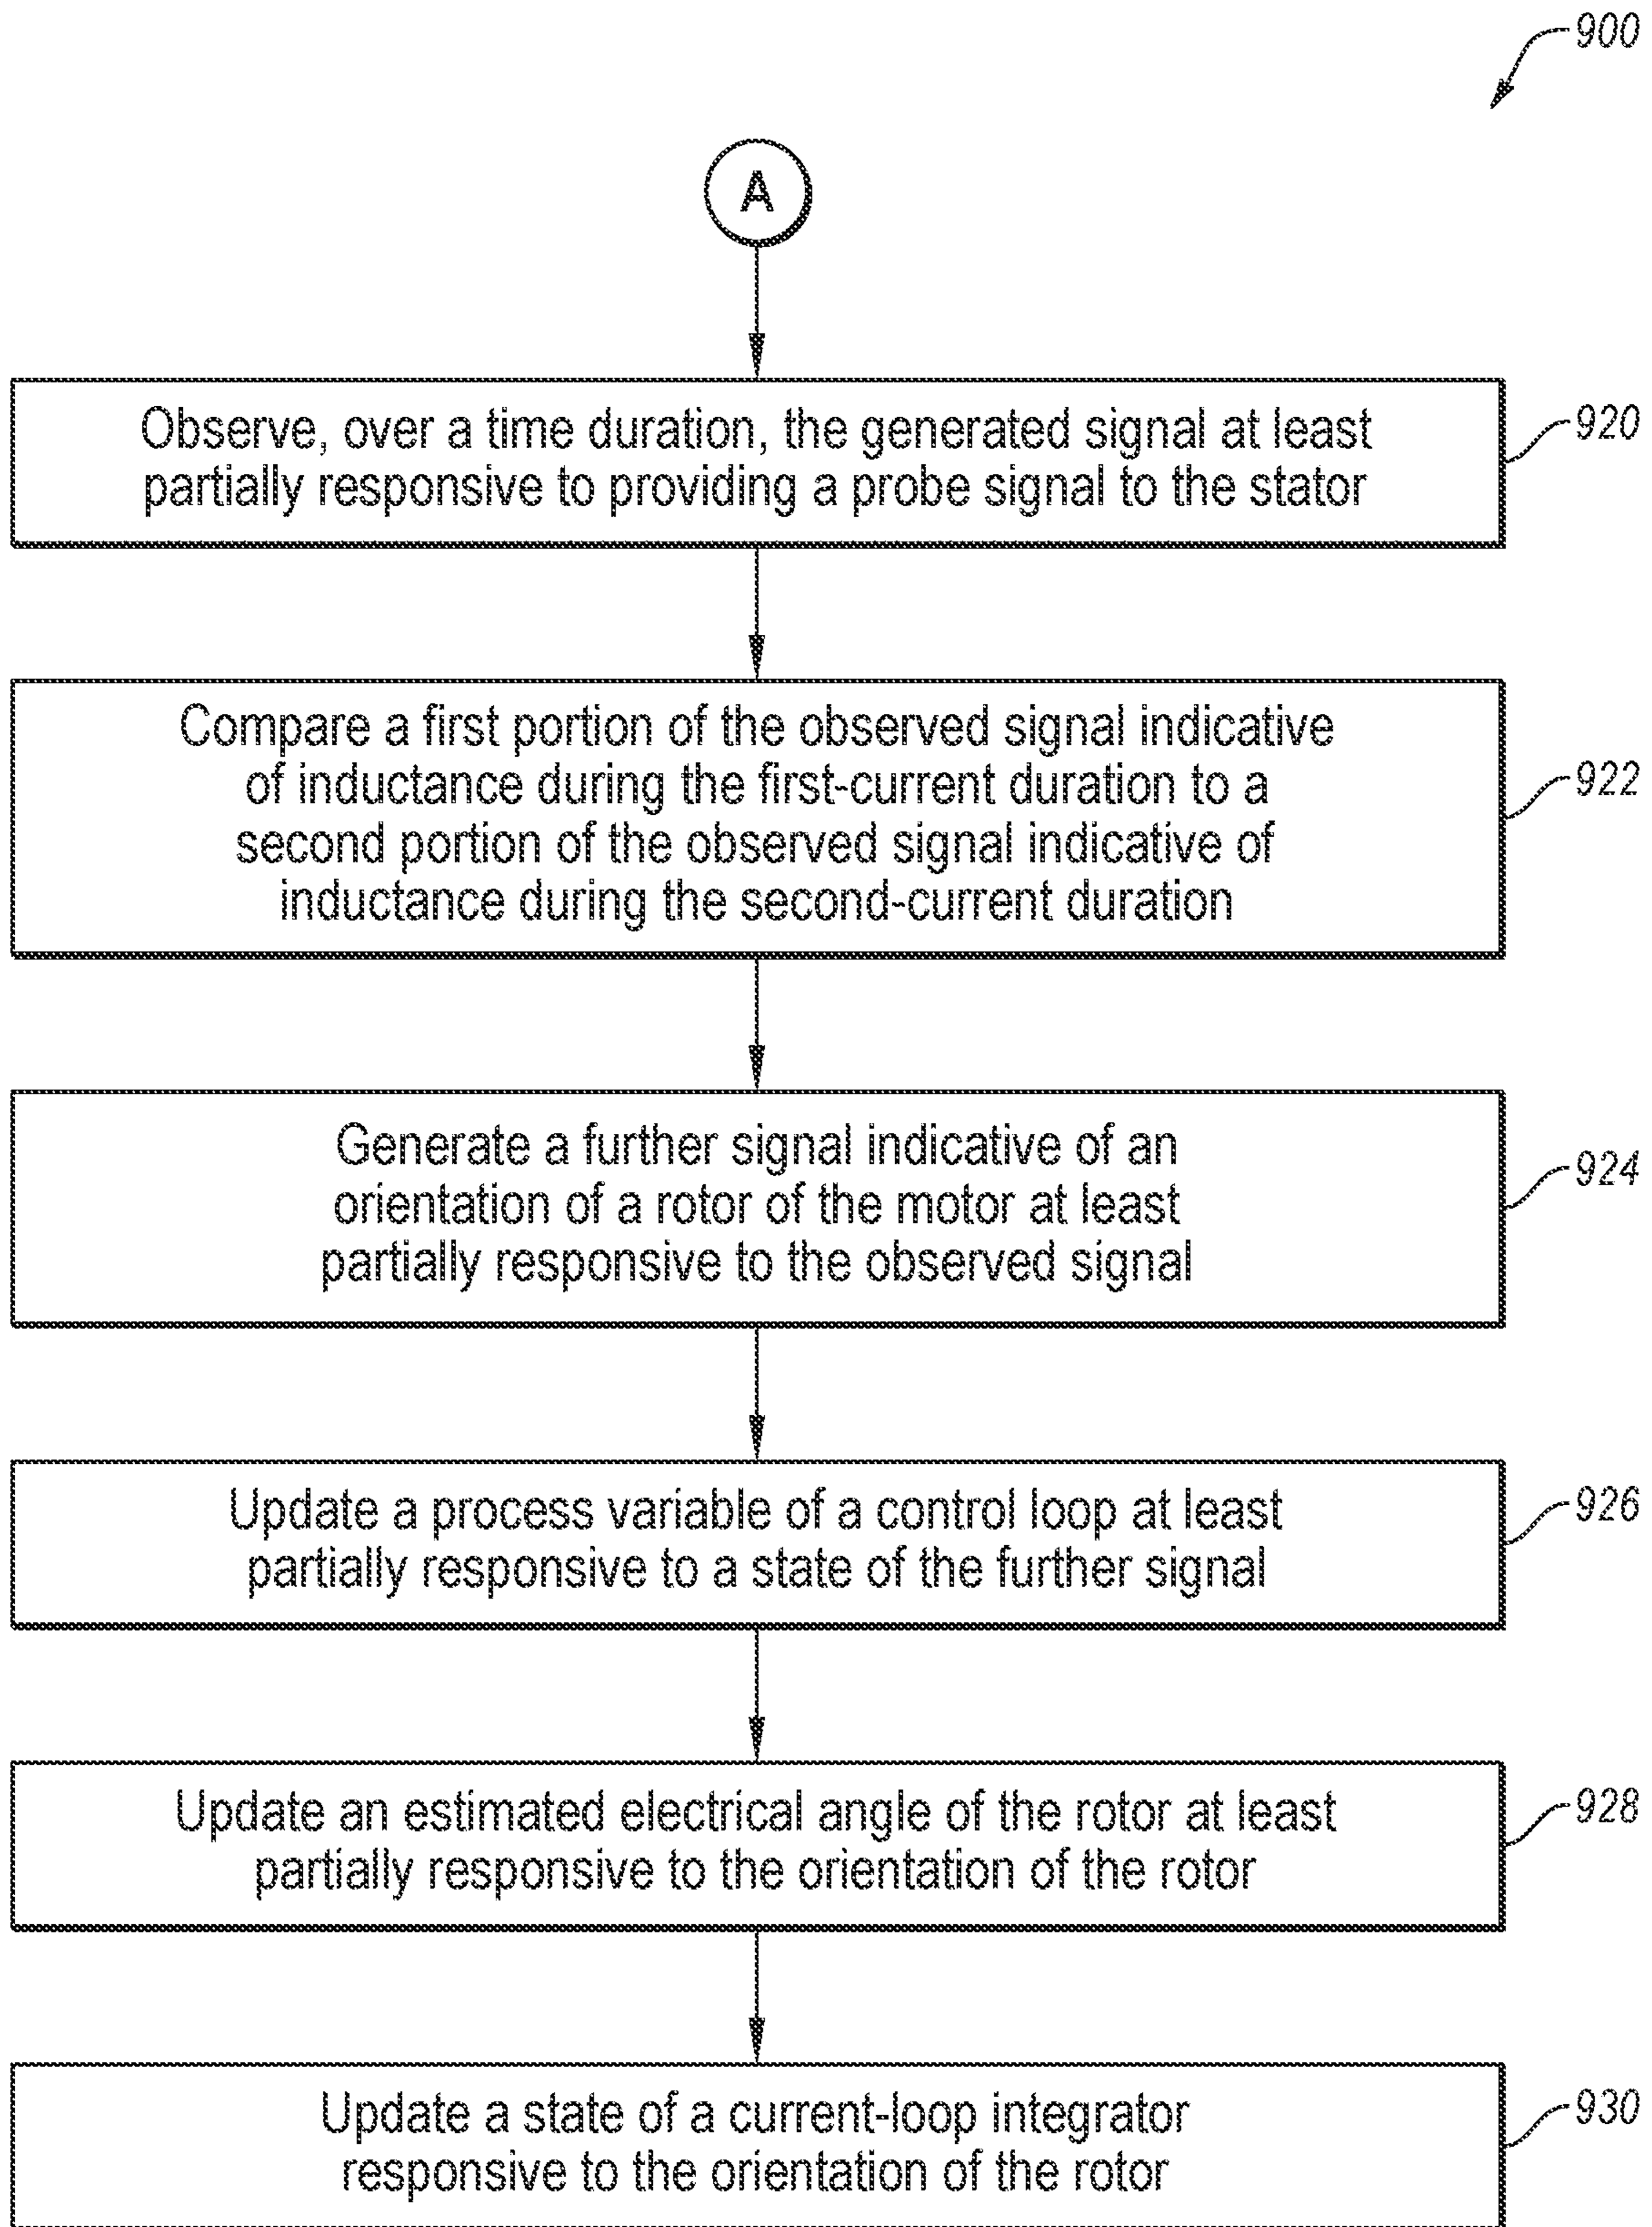 900
A
Observe, over a time duration, the generated signal at least
partially responsive to providing a probe signal to the stator
920
Compare a first portion of the observed signal indicative
of inductance during the first-current duration to a
second portion of the observed signal indicative of
inductance during the second-current duration
922
Generate a further signal indicative of an
orientation of a rotor of the motor at least
partially responsive to the observed signal
924
Update a process variable of a control loop at least
partially responsive to a state of the further signal
926
Update an estimated electrical angle of the rotor at least
partially responsive to the orientation of the rotor
928
Update a state of a current-loop integrator
responsive to the orientation of the rotor
930